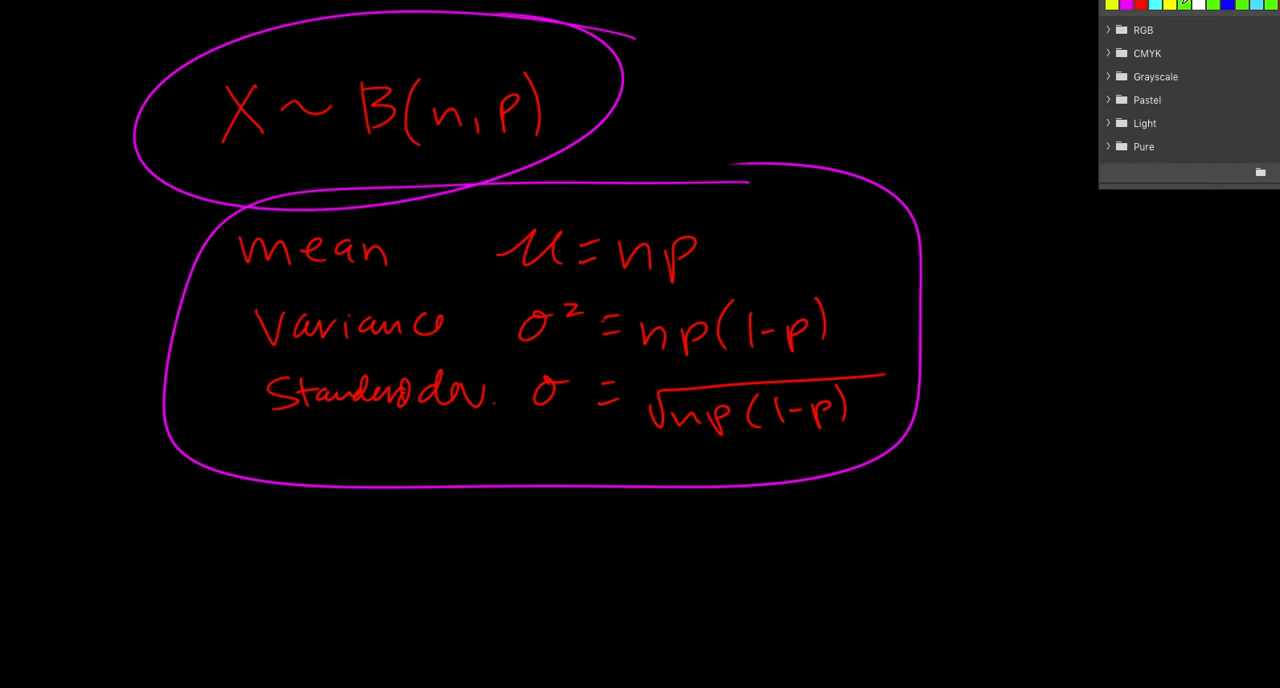 X ~ B(n, p)
mean μ = np
Variance σ² = np(1-p)
Standard dev. σ = √np(1-p)
RGB
CMYK
Grayscale
Pastel
Light
Pure